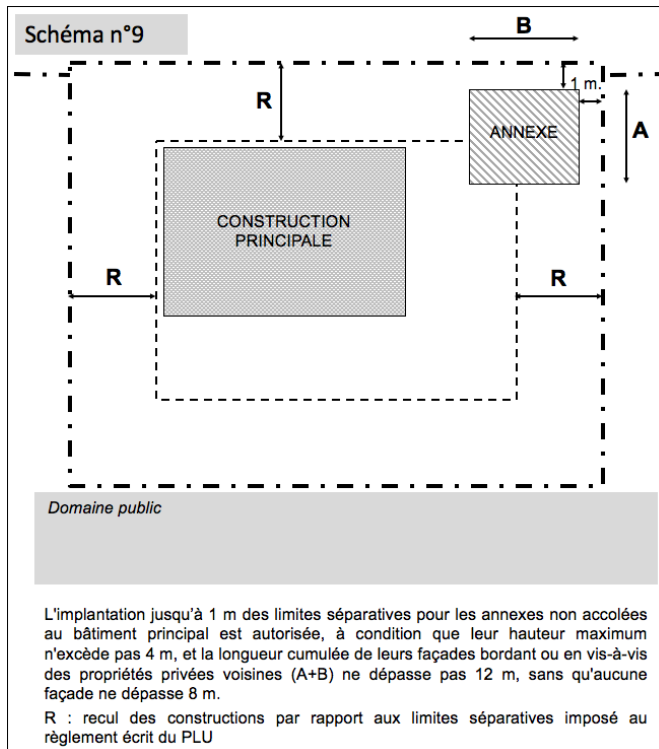 Schéma n°9
B
R
1 m.
ANNEXE
A
CONSTRUCTION
PRINCIPALE
R
R
Domaine public
L'implantation jusqu'à 1 m des limites séparatives pour les annexes non accolées
au bâtiment principal est autorisée, à condition que leur hauteur maximum
n'excède pas 4 m, et la longueur cumulée de leurs façades bordant ou en vis-à-vis
des propriétés privées voisines (A+B) ne dépasse pas 12 m, sans qu'aucune
façade ne dépasse 8 m.
R : recul des constructions par rapport aux limites séparatives imposé au
règlement écrit du PLU